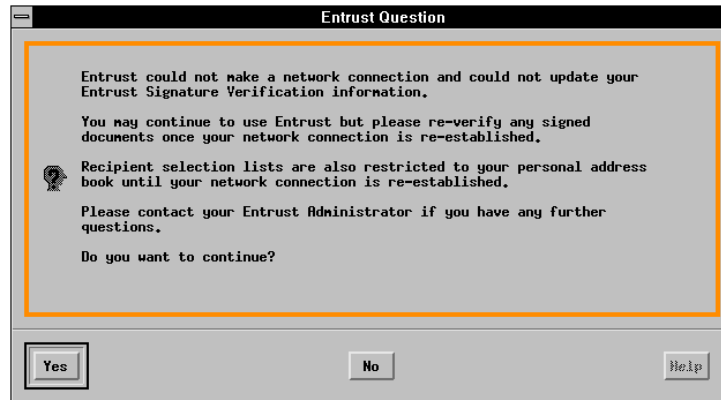 Entrust Question
Entrust could not make a network connection and could not update your
Entrust Signature Verification information.
You may continue to use Entrust but please re-verify any signed
documents once your network connection is re-established.
Recipient selection lists are also restricted to your personal address
book until your network connection is re-established.
Please contact your Entrust Administrator if you have any further
questions.
Do you want to continue?
Yes
No
Help